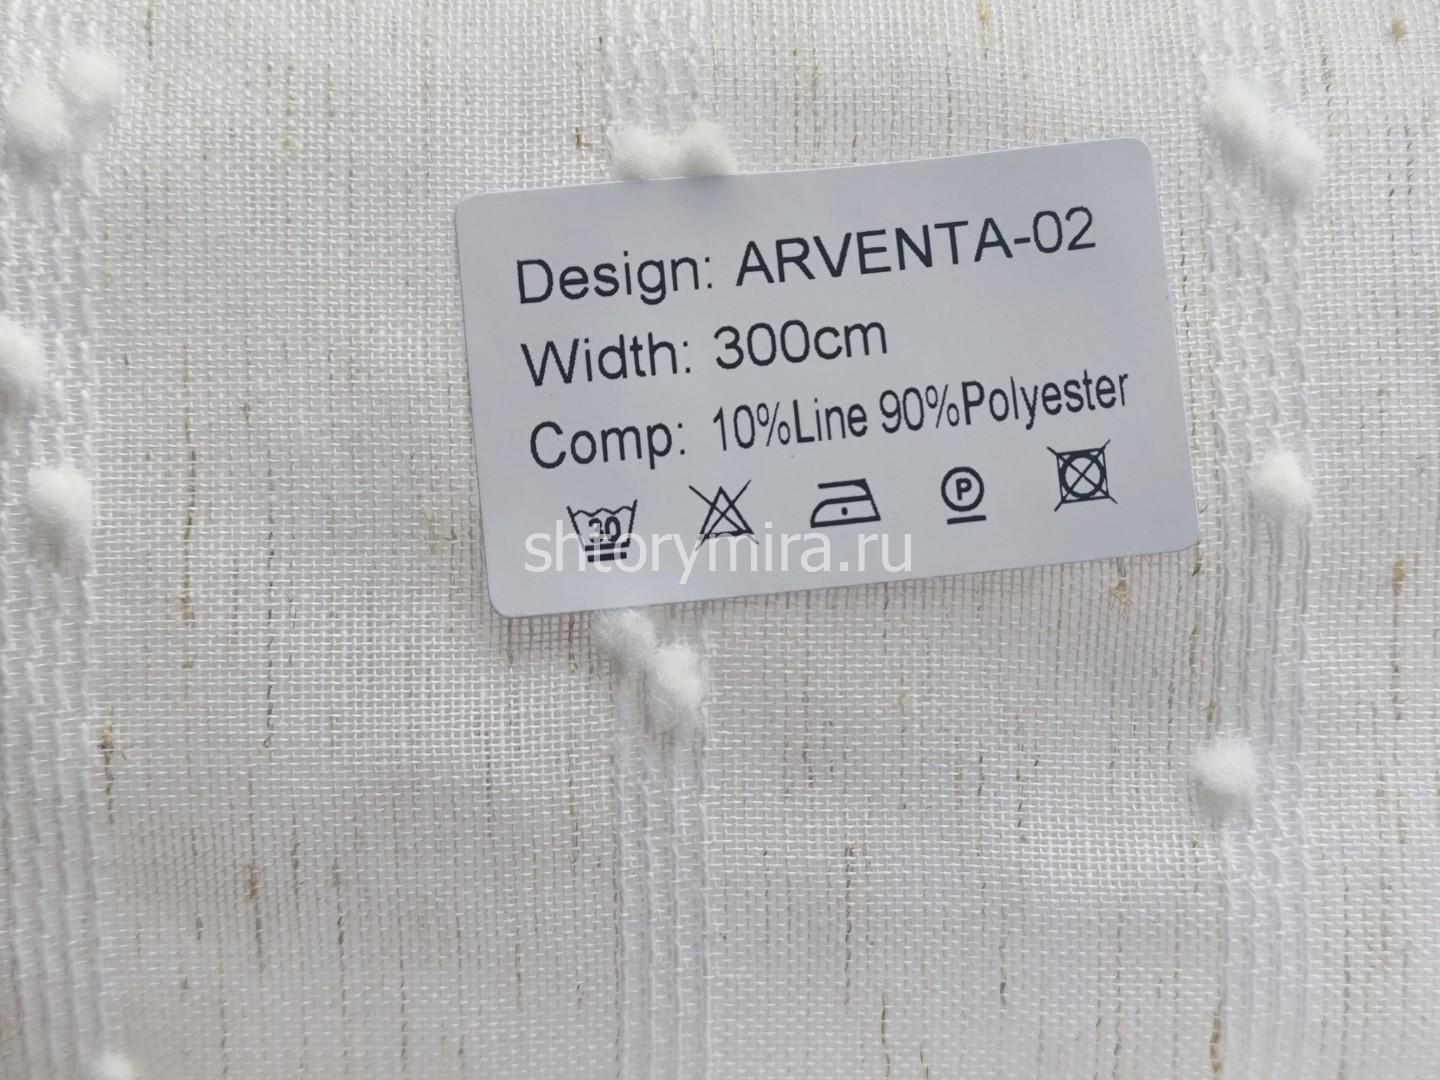 Design: ARVENTA-02
Width: 300cm
Comp: 10%Line 90%Polyester
30 P
shtorymira.ru